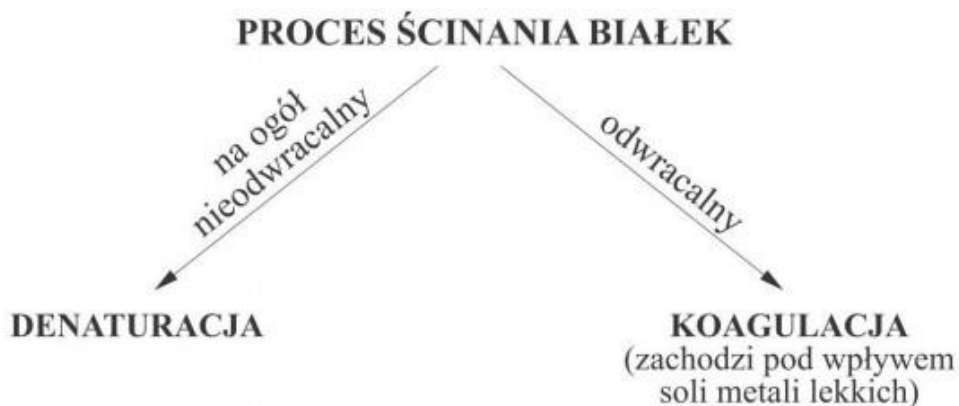 PROCES ŚCINANIA BIAŁEK
na ogół
nieodwracalny
odwracalny
DENATURACJA
KOAGULACJA
(zachodzi pod wpływem
soli metali lekkich)